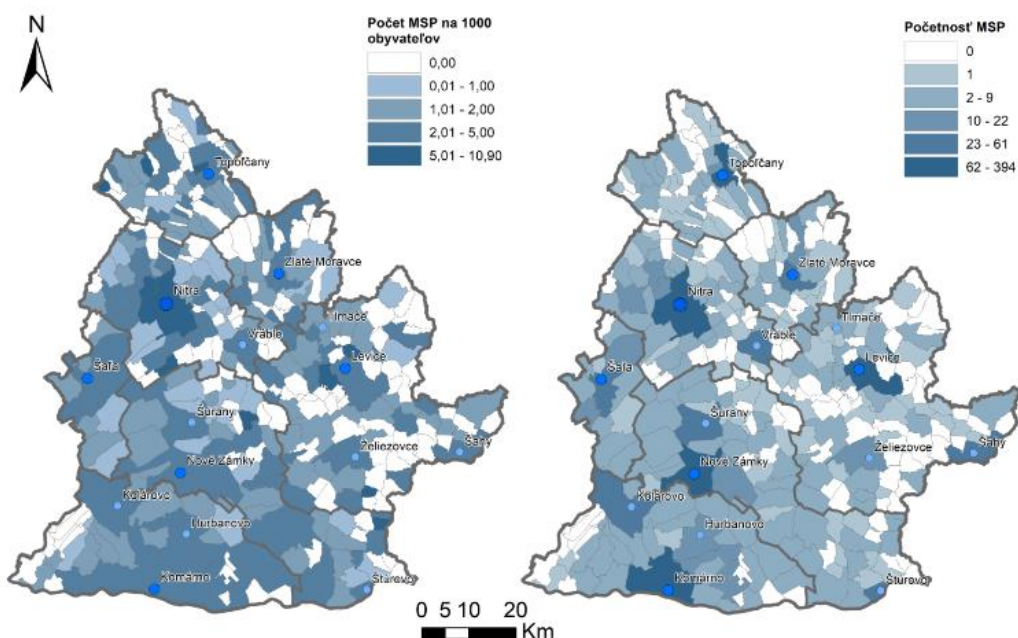 N
Počet MSP na 1000
obyvateľov
0,00
0,01 - 1,00
1,01 - 2,00
2,01 - 5,00
5,01 - 10,90
Topoľčany
Zlaté Moravce
Nitra
Tlmače
Vráble
Levice
Šaľa
Šurany
Želiezovce
Šahy
Nové Zámky
Kolárovo
Hurbanovo
Komárno
Štúrovo
Početnosť MSP
0
1
2 - 9
10 - 22
23 - 61
62 - 394
Topoľčany
Zlaté Moravce
Nitra
Tlmače
Vráble
Levice
Šaľa
Šurany
Želiezovce
Šahy
Nové Zámky
Kolárovo
Hurbanovo
Komárno
Štúrovo
0 5 10 20
Km